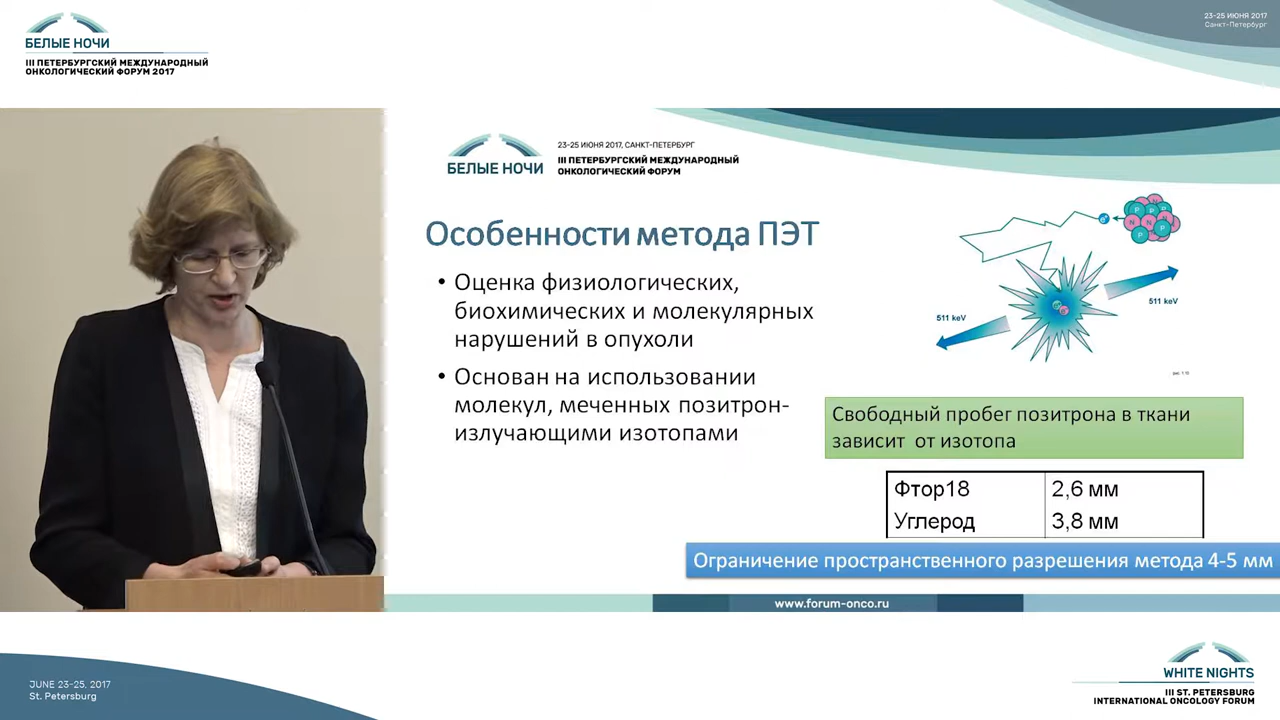 БЕЛЫЕ НОЧИ
III ПЕТЕРБУРГСКИЙ МЕЖДУНАРОДНЫЙ
ОНКОЛОГИЧЕСКИЙ ФОРУМ 2017
23-25 ИЮНЯ 2017
Санкт-Петербург
БЕЛЫЕ НОЧИ
23-25 ИЮНЯ 2017, САНКТ-ПЕТЕРБУРГ
III ПЕТЕРБУРГСКИЙ МЕЖДУНАРОДНЫЙ
ОНКОЛОГИЧЕСКИЙ ФОРУМ
Особенности метода ПЭТ
• Оценка физиологических,
биохимических и молекулярных
нарушений в опухоли
• Основан на использовании
молекул, меченных позитрон-
излучающими изотопами
511 keV
511 keV
Свободный пробег позитрона в ткани
зависит от изотопа
Фтор18 2,6 мм
Углерод 3,8 мм
Ограничение пространственного разрешения метода 4-5 мм
www.forum-onco.ru
JUNE 23-25, 2017
St. Petersburg
WHITE NIGHTS
III ST. PETERSBURG
INTERNATIONAL ONCOLOGY FORUM